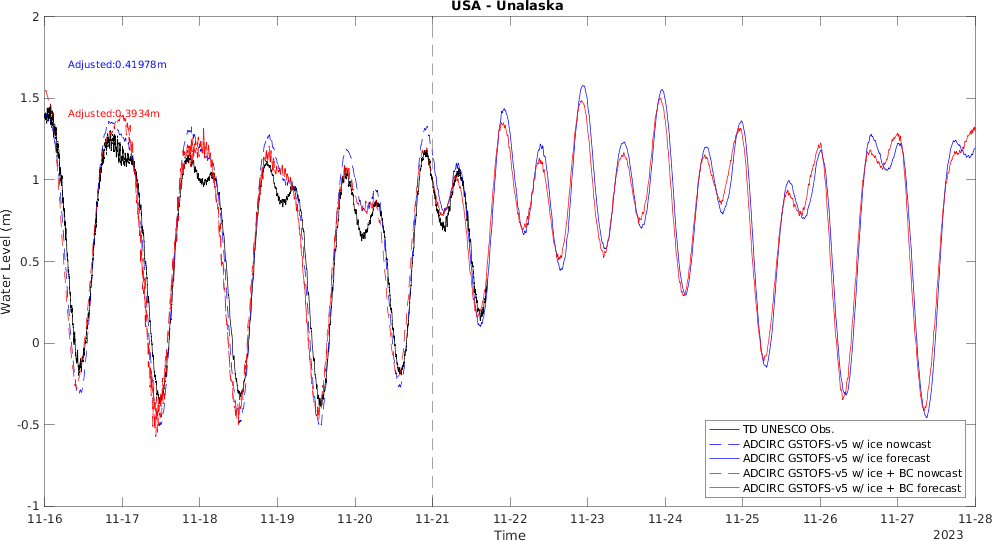 USA - Unalaska
2
1.5
1
0.5
0
-0.5
-1
Water Level (m)
Adjusted:0.41978m
Adjusted:0.3934m
TD UNESCO Obs.
ADCIRC GSTOFS-v5 w/ ice nowcast
ADCIRC GSTOFS-v5 w/ ice forecast
ADCIRC GSTOFS-v5 w/ ice + BC nowcast
ADCIRC GSTOFS-v5 w/ ice + BC forecast
11-16 11-17 11-18 11-19 11-20 11-21 11-22 11-23 11-24 11-25 11-26 11-27 11-28
Time
2023